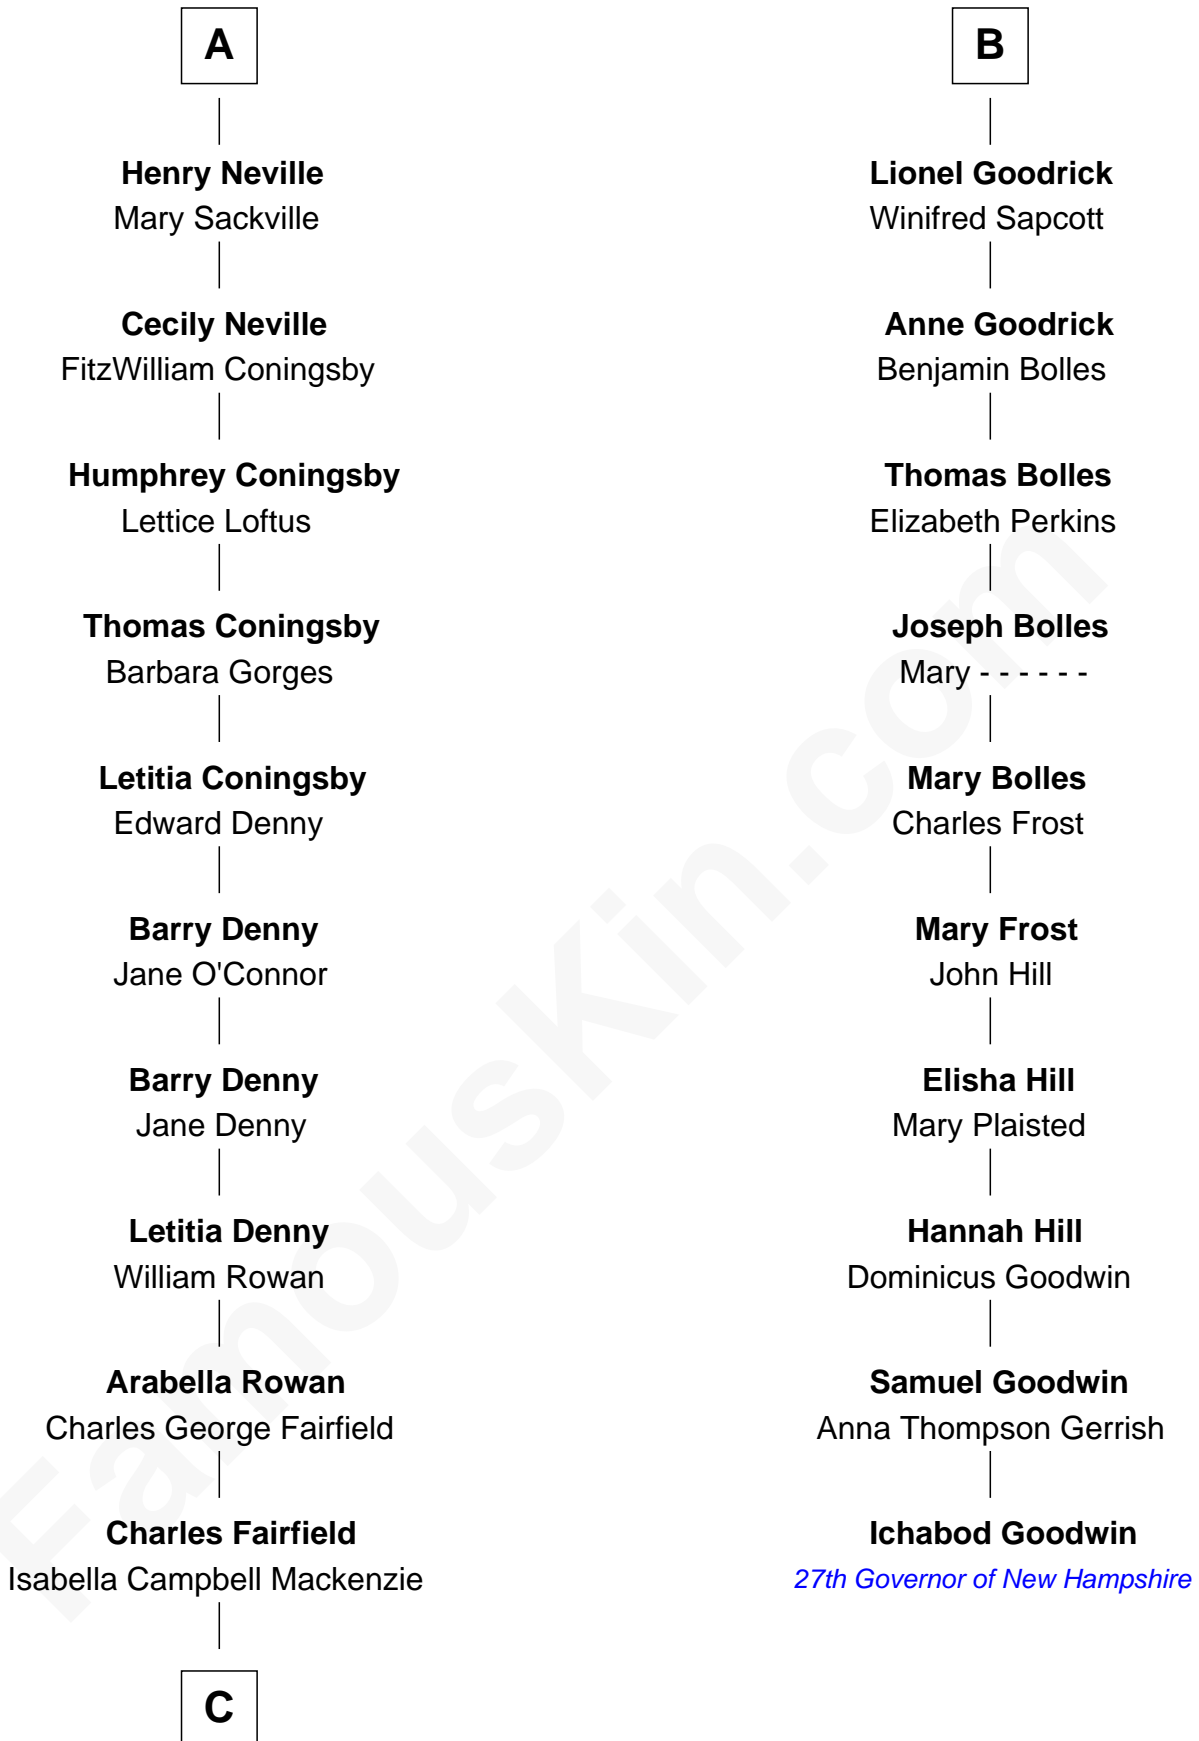 A
Henry Neville
Mary Sackville
Cecily Neville
FitzWilliam Coningsby
Humphrey Coningsby
Lettice Loftus
Thomas Coningsby
Barbara Gorges
Letitia Coningsby
Edward Denny
Barry Denny
Jane O'Connor
Barry Denny
Jane Denny
Letitia Denny
William Rowan
Arabella Rowan
Charles George Fairfield
Charles Fairfield
Isabella Campbell Mackenzie
C
B
Lionel Goodrick
Winifred Sapcott
Anne Goodrick
Benjamin Bolles
Thomas Bolles
Elizabeth Perkins
Joseph Bolles
Mary - - - - - -
Mary Bolles
Charles Frost
Mary Frost
John Hill
Elisha Hill
Mary Plaisted
Hannah Hill
Dominicus Goodwin
Samuel Goodwin
Anna Thompson Gerrish
Ichabod Goodwin
27th Governor of New Hampshire
FamousKin.com